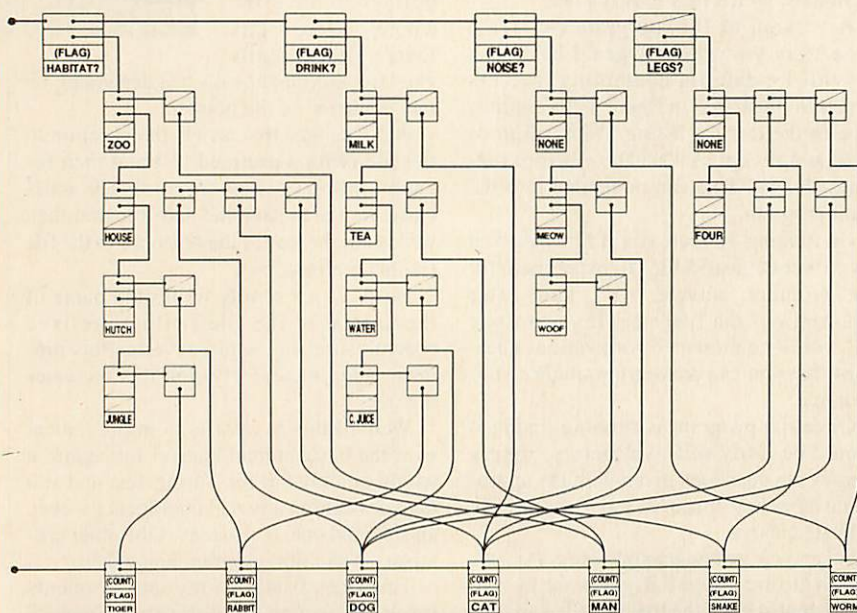 (FLAG)
HABITAT?
(FLAG)
DRINK?
(FLAG)
NOISE?
(FLAG)
LEGS?
ZOO
MILK
NONE
NONE
HOUSE
TEA
MEOW
FOUR
HUTCH
WATER
WOOF
JUNGLE
C. JUICE
(COUNT)
(FLAG)
TIGER
(COUNT)
(FLAG)
RABBIT
(COUNT)
(FLAG)
DOG
(COUNT)
(FLAG)
CAT
(COUNT)
(FLAG)
MAN
(COUNT)
(FLAG)
SNAKE
(COUNT)
(FLAG)
WORM